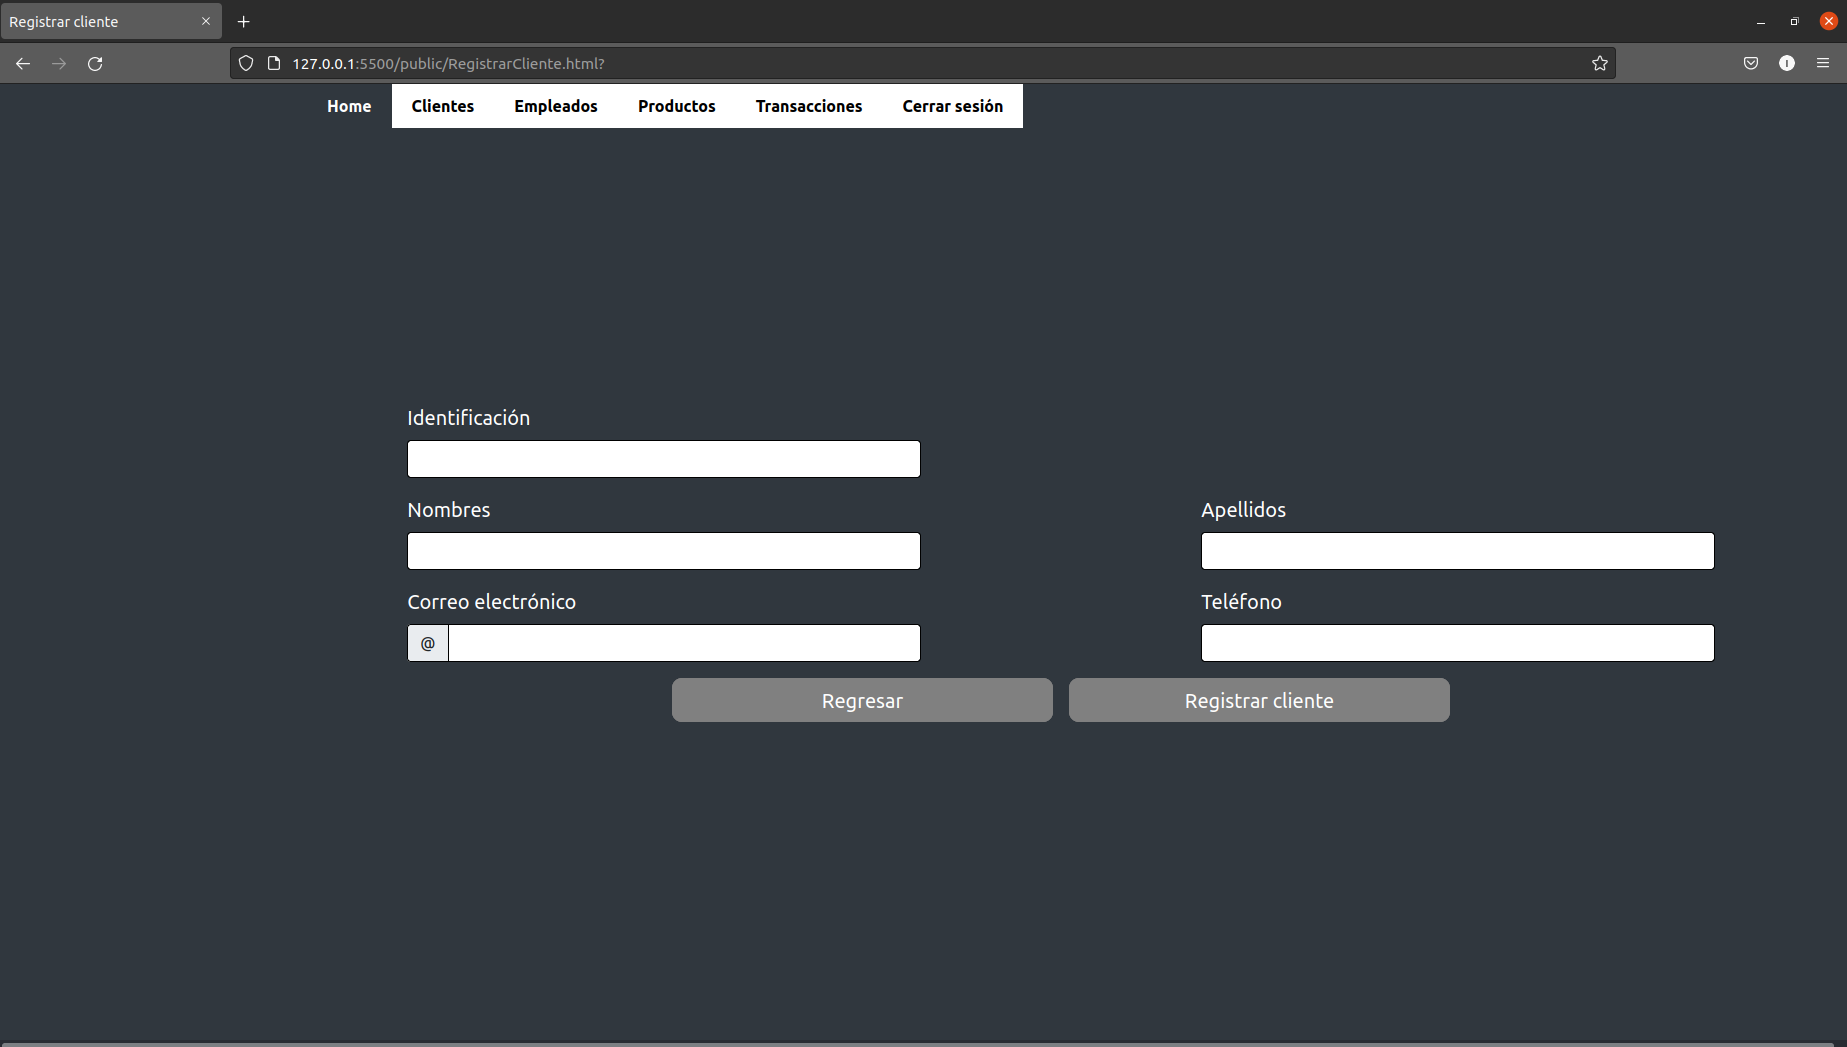 Registrar cliente
127.0.0.1:5500/public/RegistrarCliente.html?
Home Clientes Empleados Productos Transacciones Cerrar sesión
Identificación
Nombres Apellidos
Correo electrónico Teléfono
@
Regresar Registrar cliente